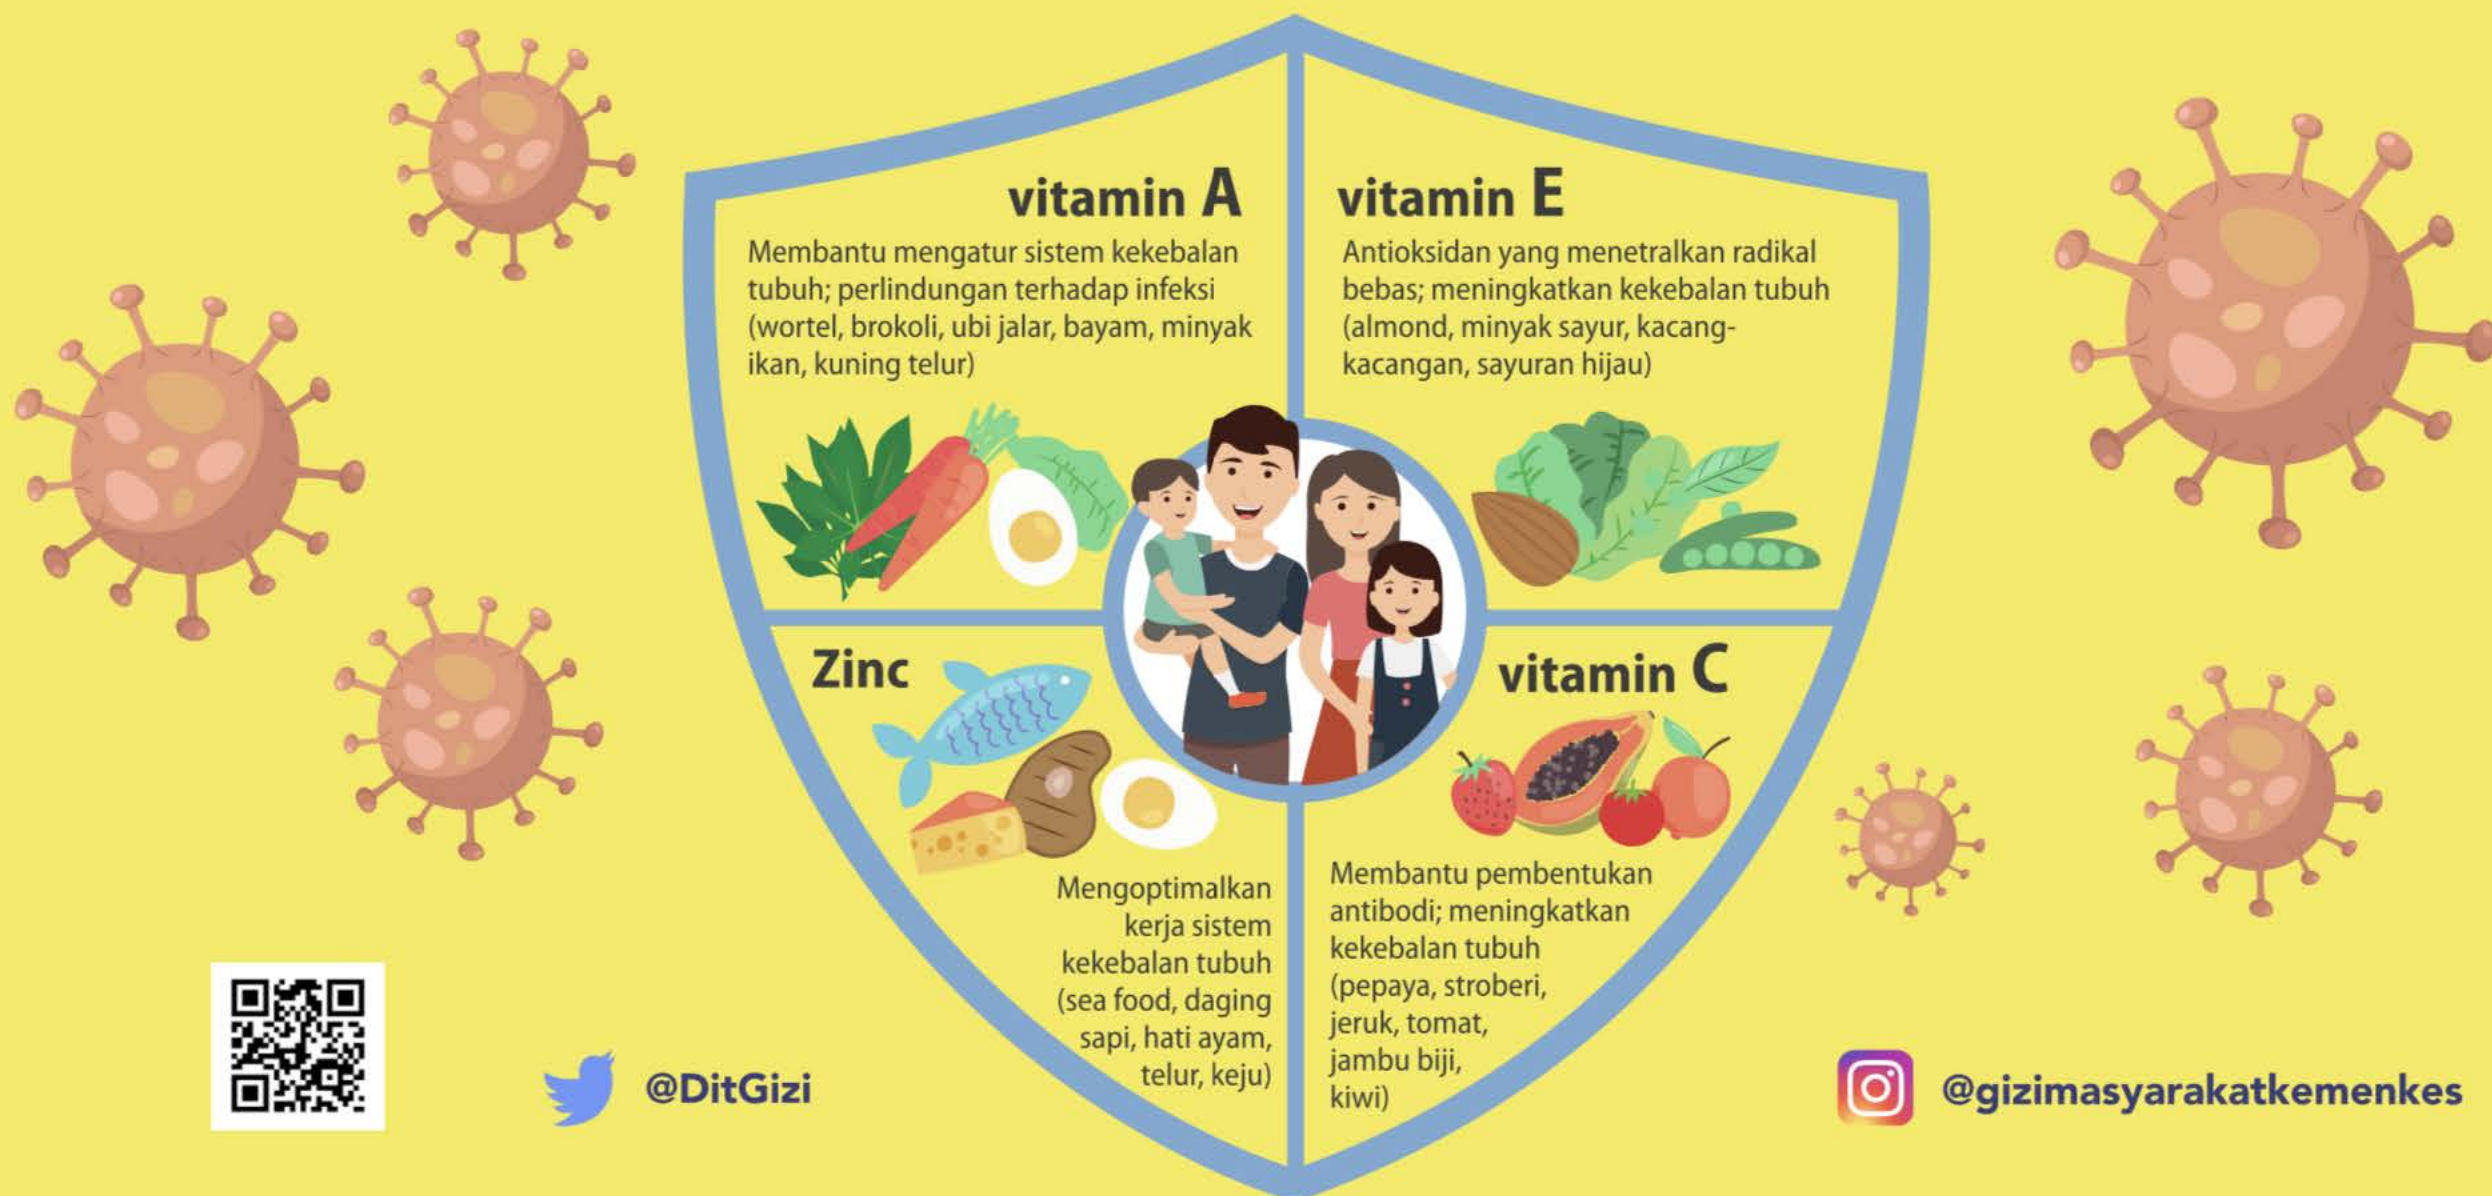 vitamin A
Membantu mengatur sistem kekebalan
tubuh; perlindungan terhadap infeksi
(wortel, brokoli, ubi jalar, bayam, minyak
ikan, kuning telur)
vitamin E
Antioksidan yang menetralkan radikal
bebas; meningkatkan kekebalan tubuh
(almond, minyak sayur, kacang-
kacangan, sayuran hijau)
Zinc
Mengoptimalkan
kerja sistem
kekebalan tubuh
(sea food, daging
sapi, hati ayam,
telur, keju)
vitamin C
Membantu pembentukan
antibodi; meningkatkan
kekebalan tubuh
(pepaya, stroberi,
jeruk, tomat,
jambu biji,
kiwi)
@DitGizi
@gizimasyarakatkemenkes